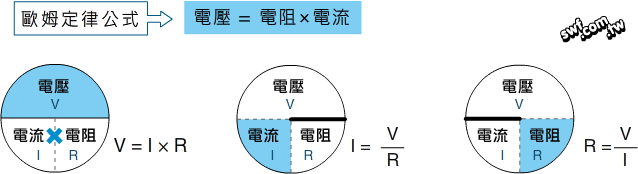 歐姆定律公式
電壓 = 電阻×電流
swf.com.tw
電壓
V
電流 × 電阻
I R
V = I × R
電壓
V
電流 電阻
I R
I = V/R
電壓
V
電流 電阻
I R
R = V/I